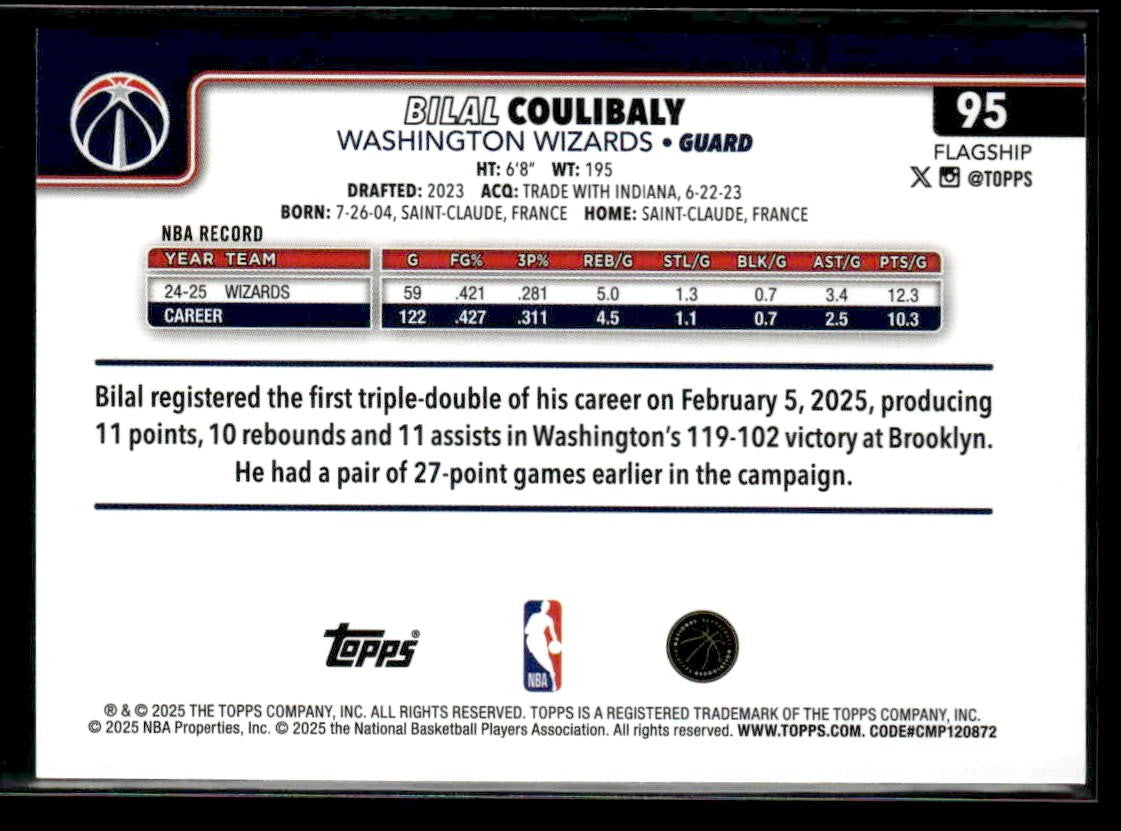 BILAL COULIBALY
95
WASHINGTON WIZARDS • GUARD
FLAGSHIP
@TOPPS
HT: 6'8" WT: 195
DRAFTED: 2023 ACQ: TRADE WITH INDIANA, 6-22-23
BORN: 7-26-04, SAINT-CLAUDE, FRANCE HOME: SAINT-CLAUDE, FRANCE
NBA RECORD
YEAR TEAM G FG% 3P% REB/G STL/G BLK/G AST/G PTS/G
24-25 WIZARDS 59 .421 .281 5.0 1.3 0.7 3.4 12.3
CAREER 122 .427 .311 4.5 1.1 0.7 2.5 10.3
Bilal registered the first triple-double of his career on February 5, 2025, producing
11 points, 10 rebounds and 11 assists in Washington's 119-102 victory at Brooklyn.
He had a pair of 27-point games earlier in the campaign.
Topps®
NBA
® & © 2025 THE TOPPS COMPANY, INC. ALL RIGHTS RESERVED. TOPPS IS A REGISTERED TRADEMARK OF THE TOPPS COMPANY, INC.
© 2025 NBA Properties, Inc. © 2025 the National Basketball Players Association. All rights reserved. WWW.TOPPS.COM. CODE#CMP120872